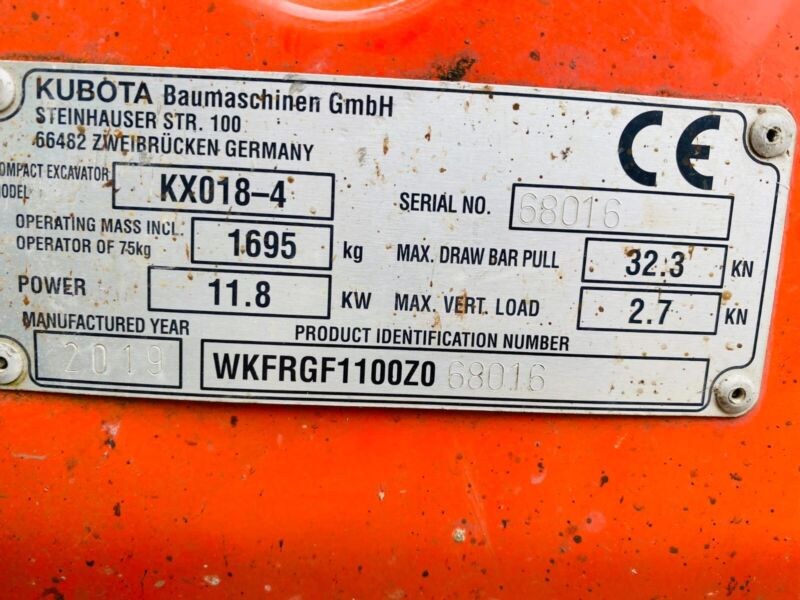 KUBOTA Baumaschinen GmbH
STEINHAUSER STR. 100
66482 ZWEIBRÜCKEN GERMANY
CE
OMPACT EXCAVATOR
ODEL
KX018-4
SERIAL NO. 68016
OPERATING MASS INCL.
OPERATOR OF 75kg
1695 kg
MAX. DRAW BAR PULL 32.3 KN
POWER 11.8 KW
MAX. VERT. LOAD 2.7 KN
MANUFACTURED YEAR
2019
PRODUCT IDENTIFICATION NUMBER
WKFRGF1100Z0 68016